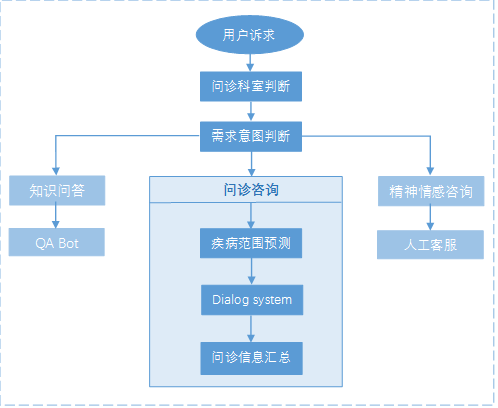 用户诉求
问诊科室判断
需求意图判断
知识问答
问诊咨询
精神情感咨询
QA Bot
疾病范围预测
人工客服
Dialog system
问诊信息汇总